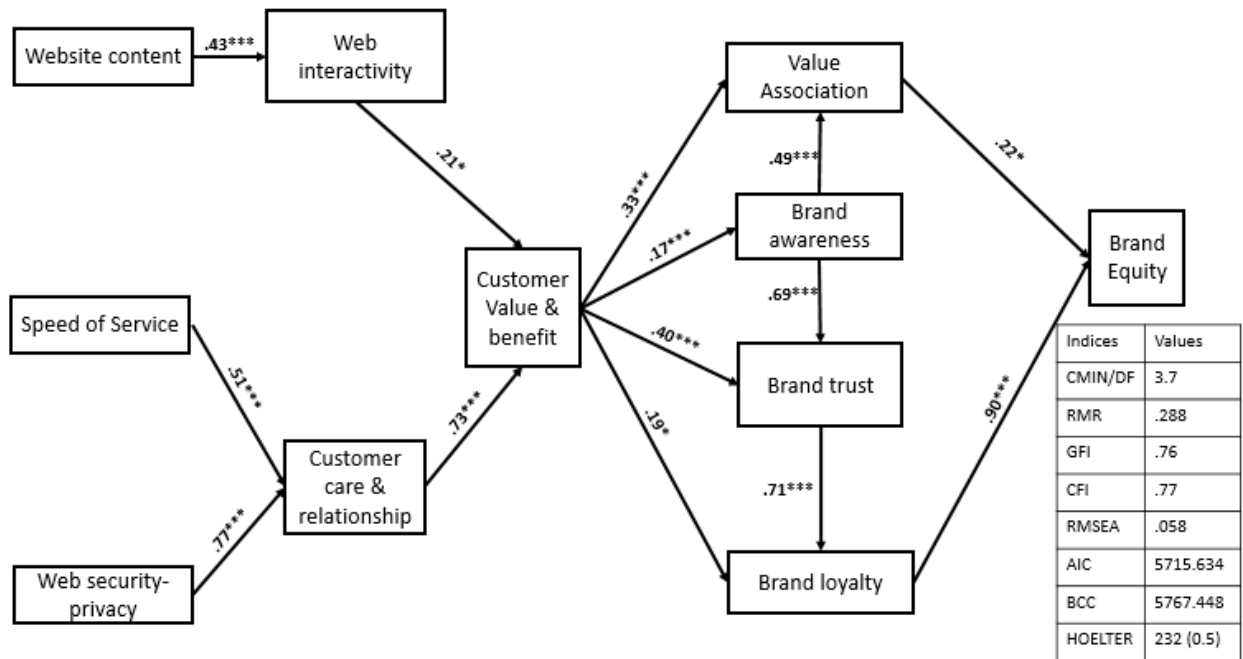 Website content
.43***
Web
interactivity
.21*
Speed of Service
.51***
Web security-
privacy
.77***
Customer
care &
relationship
.73***
Customer
Value &
benefit
.33***
.17***
.40***
.19*
Value
Association
.49***
Brand
awareness
.69***
Brand trust
.71***
Brand loyalty
.22*
.90***
Brand
Equity
Indices Values
CMIN/DF 3.7
RMR .288
GFI .76
CFI .77
RMSEA .058
AIC 5715.634
BCC 5767.448
HOELTER 232 (0.5)